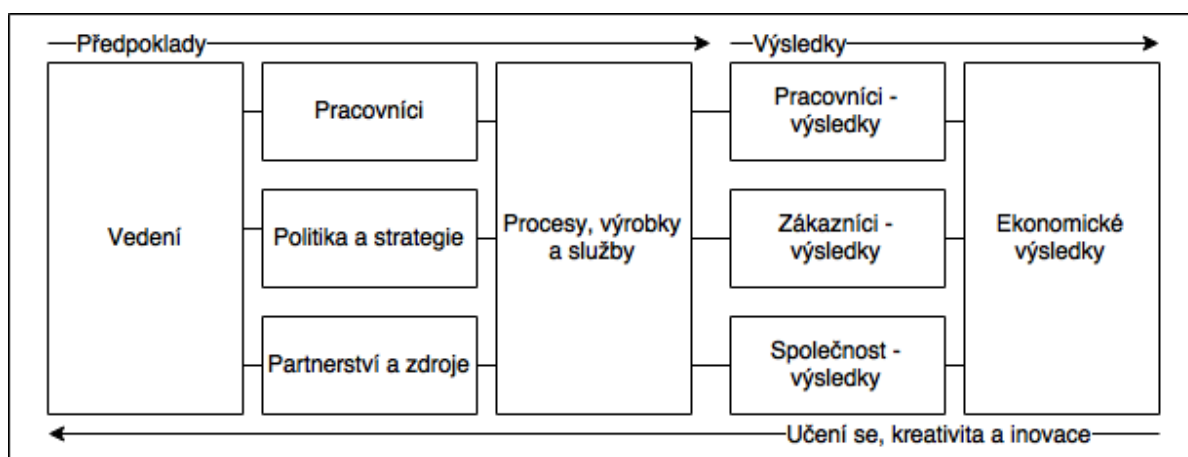 Předpoklady
Výsledky
Vedení
Pracovníci
Politika a strategie
Partnerství a zdroje
Procesy, výrobky
a služby
Pracovníci -
výsledky
Zákazníci -
výsledky
Společnost -
výsledky
Ekonomické
výsledky
Učení se, kreativita a inovace